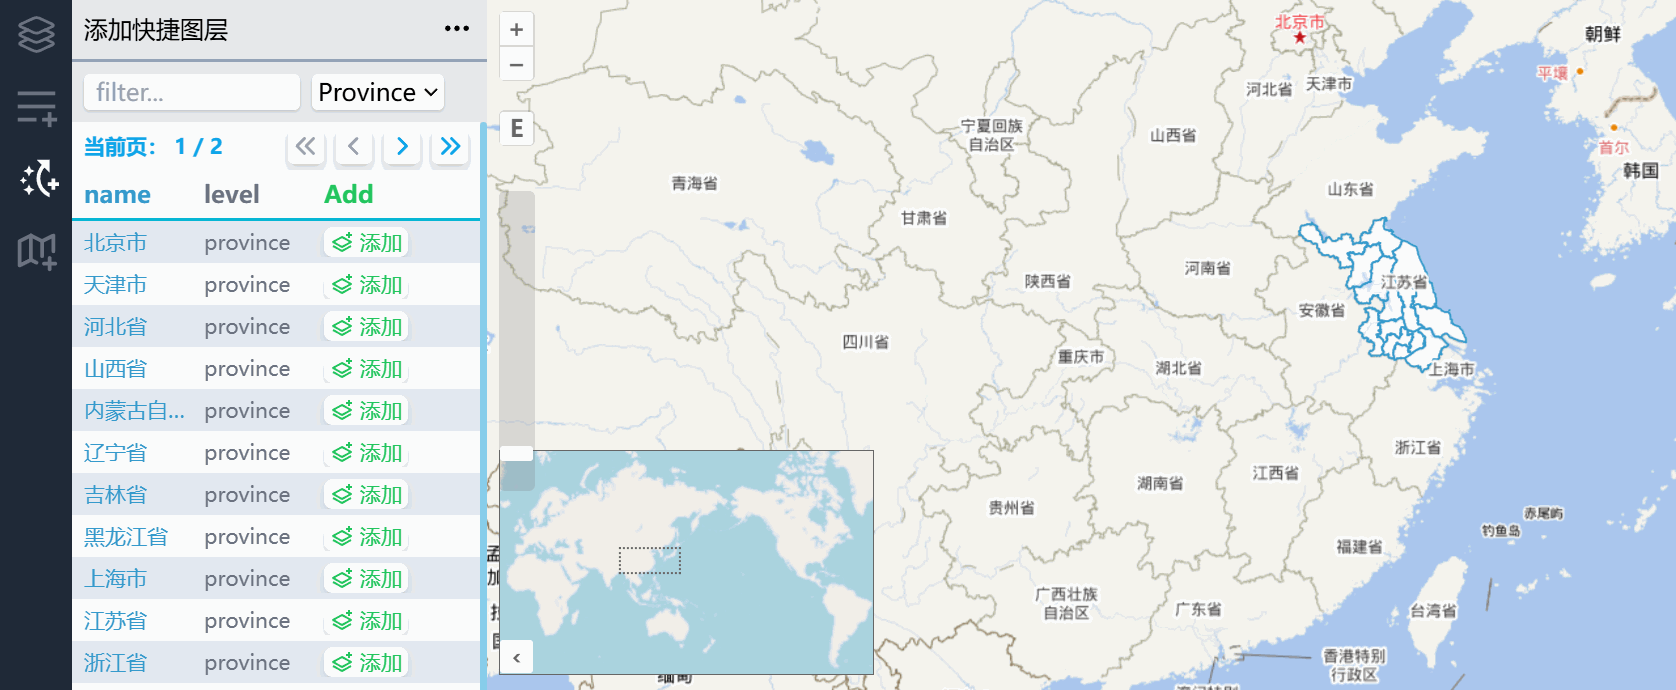 添加快捷图层
•••
filter...
Province
当前页： 1 / 2
name level Add
北京市 province 添加
天津市 province 添加
河北省 province 添加
山西省 province 添加
内蒙古自... province 添加
辽宁省 province 添加
吉林省 province 添加
黑龙江省 province 添加
上海市 province 添加
江苏省 province 添加
浙江省 province 添加
+
−
E
北京市
朝鲜
平壤
河北省
天津市
宁夏回族
自治区
山西省
首尔
韩国
青海省
山东省
甘肃省
河南省
陕西省
江苏省
安徽省
四川省
重庆市
湖北省
上海市
浙江省
江西省
湖南省
贵州省
赤尾屿
钓鱼岛
福建省
孟
加
广西壮族
自治区
广东省
台湾省
国
香港特别
行政区
缅甸
‹